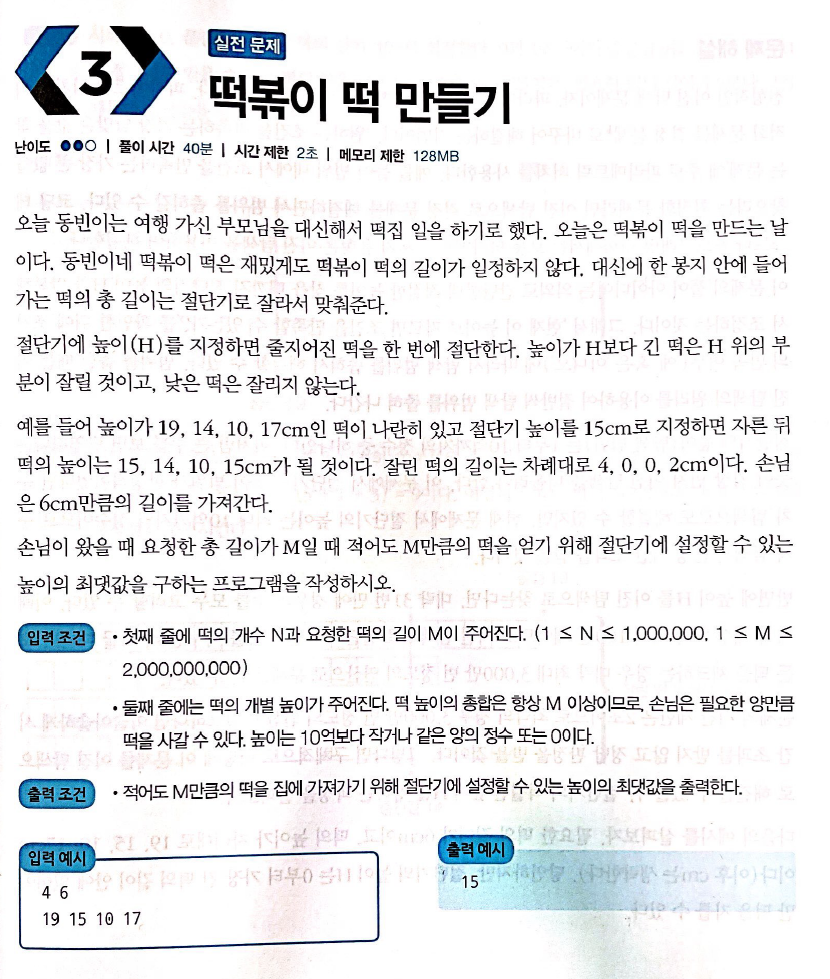 3
실전 문제
떡볶이 떡 만들기
난이도 ●●○ | 풀이 시간 40분 | 시간 제한 2초 | 메모리 제한 128MB
오늘 동빈이는 여행 가신 부모님을 대신해서 떡집 일을 하기로 했다. 오늘은 떡볶이 떡을 만드는 날
이다. 동빈이네 떡볶이 떡은 재밌게도 떡볶이 떡의 길이가 일정하지 않다. 대신에 한 봉지 안에 들어
가는 떡의 총 길이는 절단기로 잘라서 맞춰준다.
절단기에 높이(H)를 지정하면 줄지어진 떡을 한 번에 절단한다. 높이가 H보다 긴 떡은 H 위의 부
분이 잘릴 것이고, 낮은 떡은 잘리지 않는다.
예를 들어 높이가 19, 14, 10, 17cm인 떡이 나란히 있고 절단기 높이를 15cm로 지정하면 자른 뒤
떡의 높이는 15, 14, 10, 15cm가 될 것이다. 잘린 떡의 길이는 차례대로 4, 0, 0, 2cm이다. 손님
은 6cm만큼의 길이를 가져간다.
손님이 왔을 때 요청한 총 길이가 M일 때 적어도 M만큼의 떡을 얻기 위해 절단기에 설정할 수 있는
높이의 최댓값을 구하는 프로그램을 작성하시오.
입력 조건 • 첫째 줄에 떡의 개수 N과 요청한 떡의 길이 M이 주어진다. (1 ≤ N ≤ 1,000,000, 1 ≤ M ≤
2,000,000,000)
• 둘째 줄에는 떡의 개별 높이가 주어진다. 떡 높이의 총합은 항상 M 이상이므로, 손님은 필요한 양만큼
떡을 사갈 수 있다. 높이는 10억보다 작거나 같은 양의 정수 또는 0이다.
출력 조건 • 적어도 M만큼의 떡을 집에 가져가기 위해 절단기에 설정할 수 있는 높이의 최댓값을 출력한다.
입력 예시
4 6
19 15 10 17
출력 예시
15